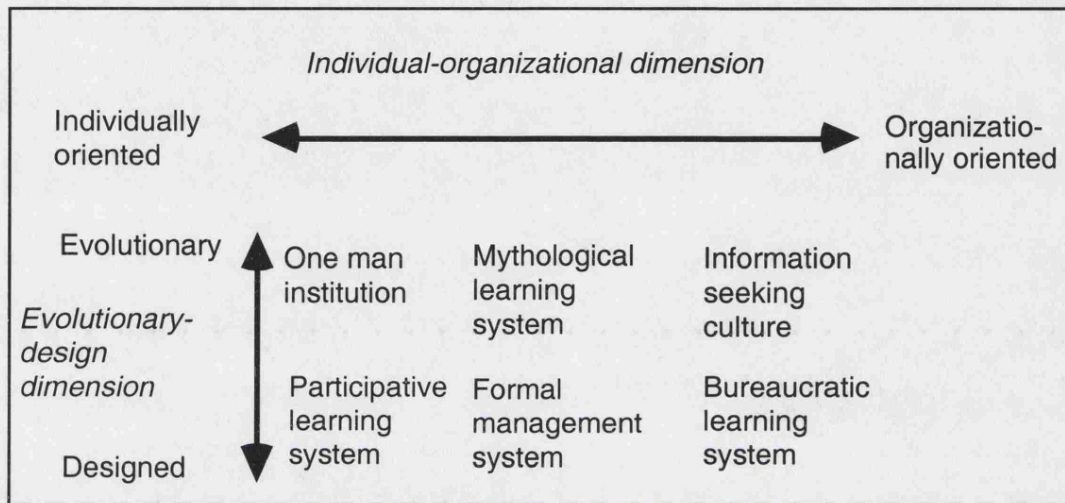 Individual-organizational dimension
Individually
oriented
Organizatio-
nally oriented
Evolutionary
One man
institution
Mythological
learning
system
Information
seeking
culture
Evolutionary-
design
dimension
Participative
learning
system
Formal
management
system
Bureaucratic
learning
system
Designed